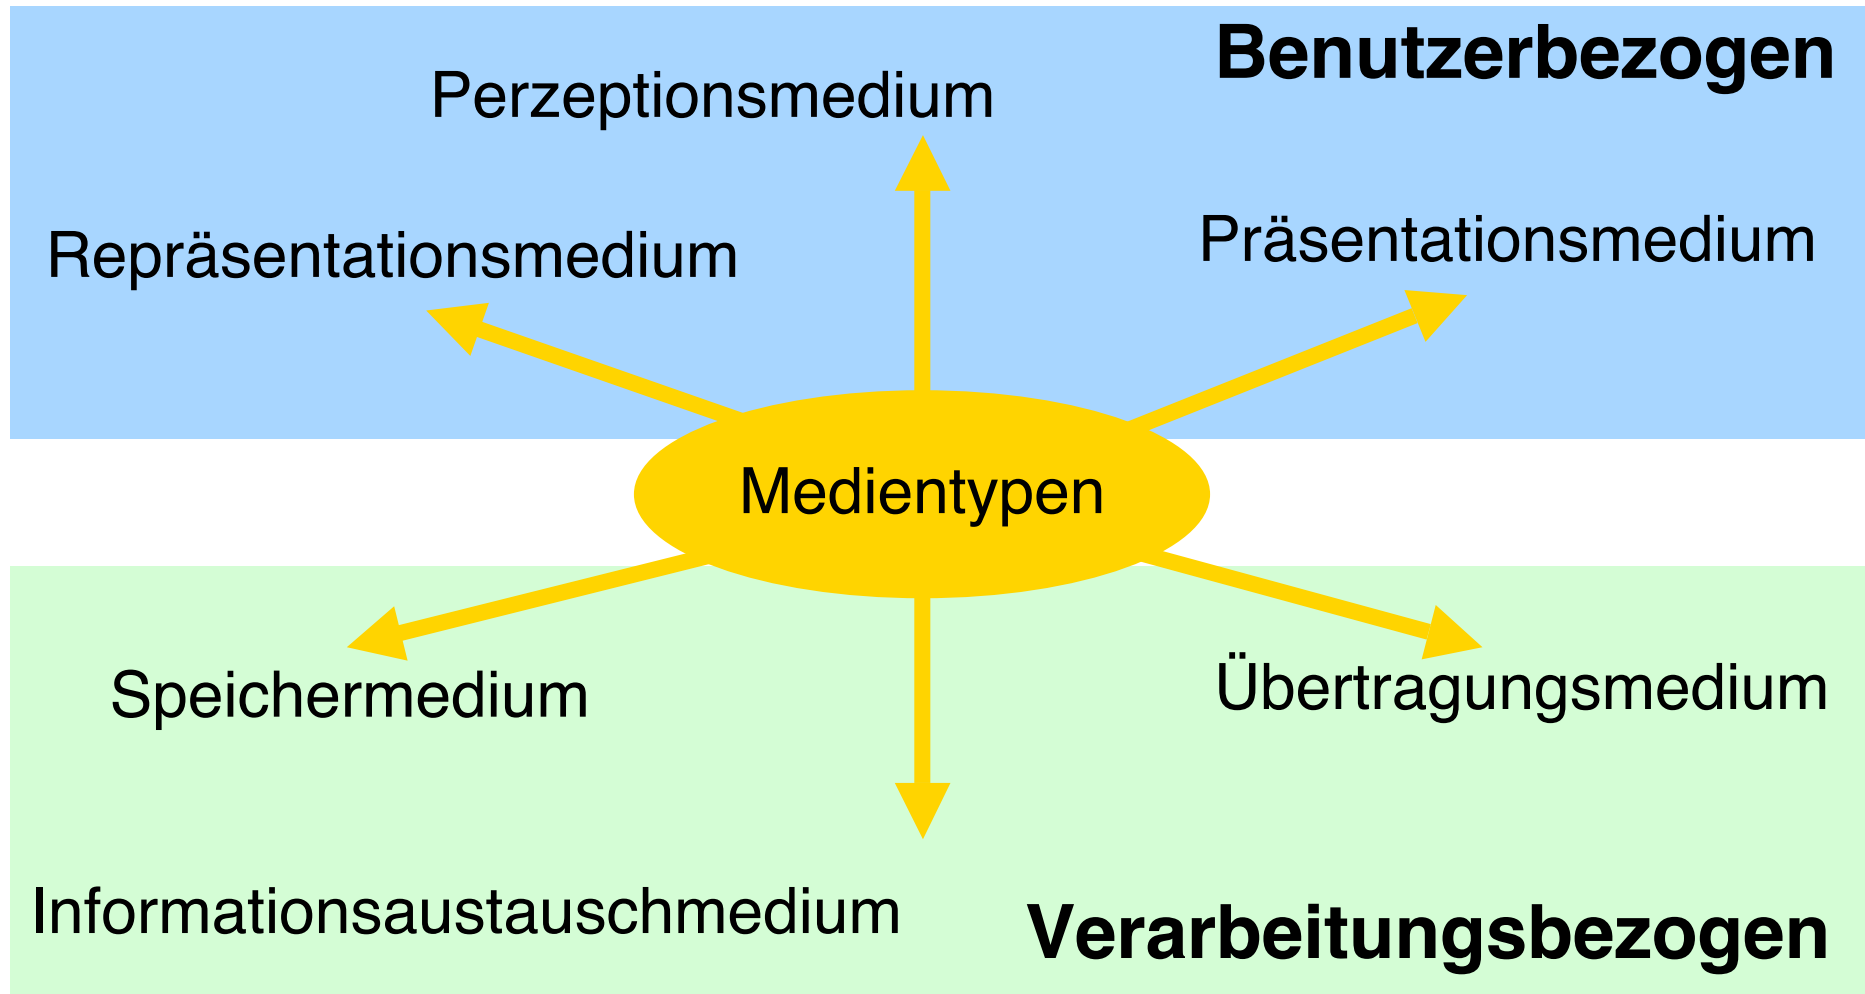 Benutzerbezogen
Perzeptionsmedium
Repräsentationsmedium
Präsentationsmedium
Medientypen
Speichermedium
Übertragungsmedium
Informationsaustauschmedium
Verarbeitungsbezogen